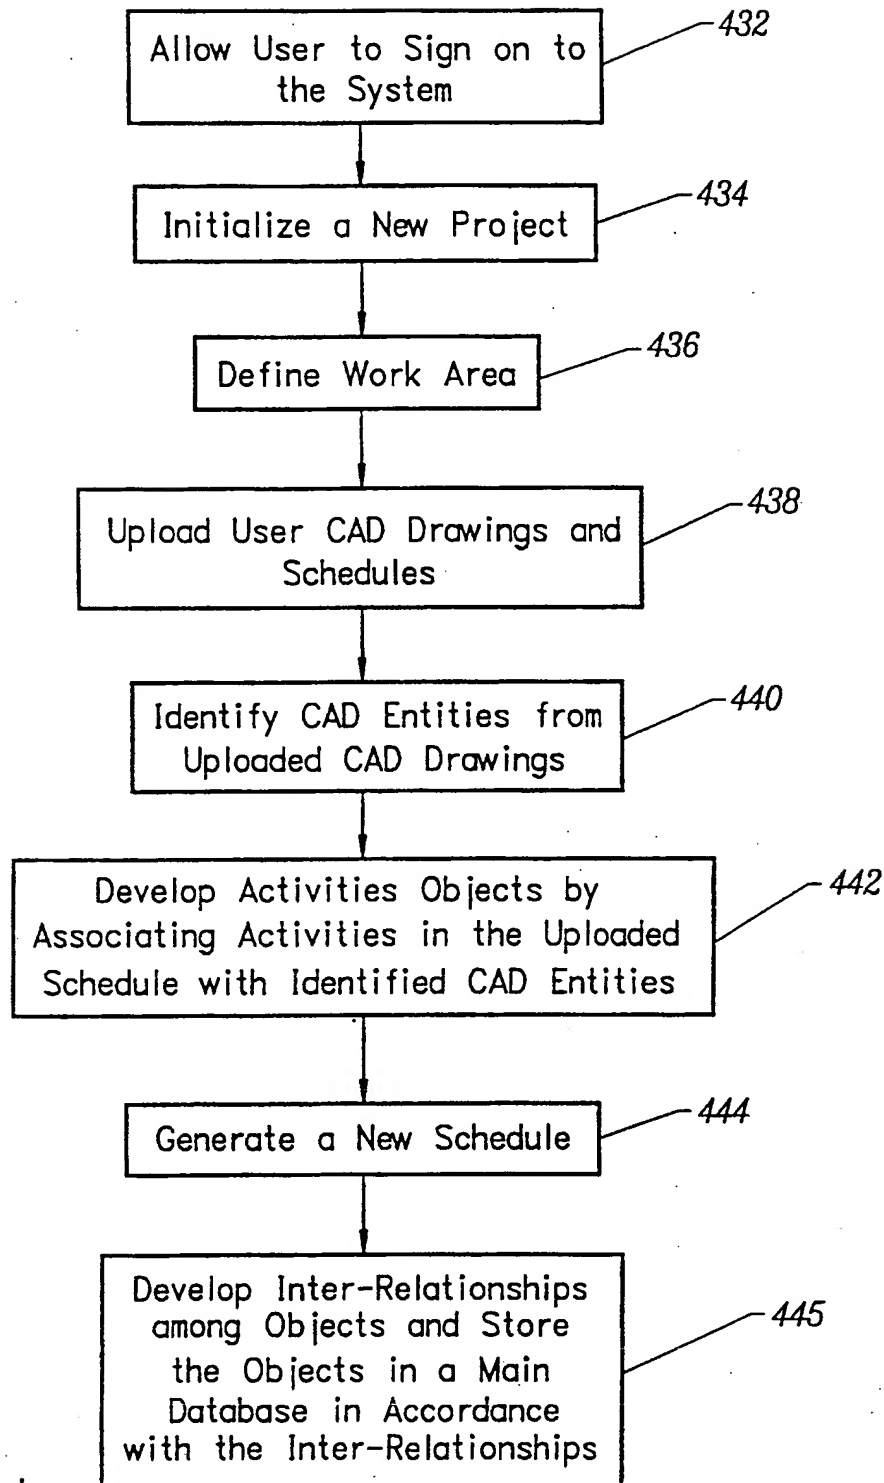 432
Allow User to Sign on to
the System
434
Initialize a New Project
436
Define Work Area
438
Upload User CAD Drawings and
Schedules
440
Identify CAD Entities from
Uploaded CAD Drawings
442
Develop Activities Objects by
Associating Activities in the Uploaded
Schedule with Identified CAD Entities
444
Generate a New Schedule
445
Develop Inter-Relationships
among Objects and Store
the Objects in a Main
Database in Accordance
with the Inter-Relationships